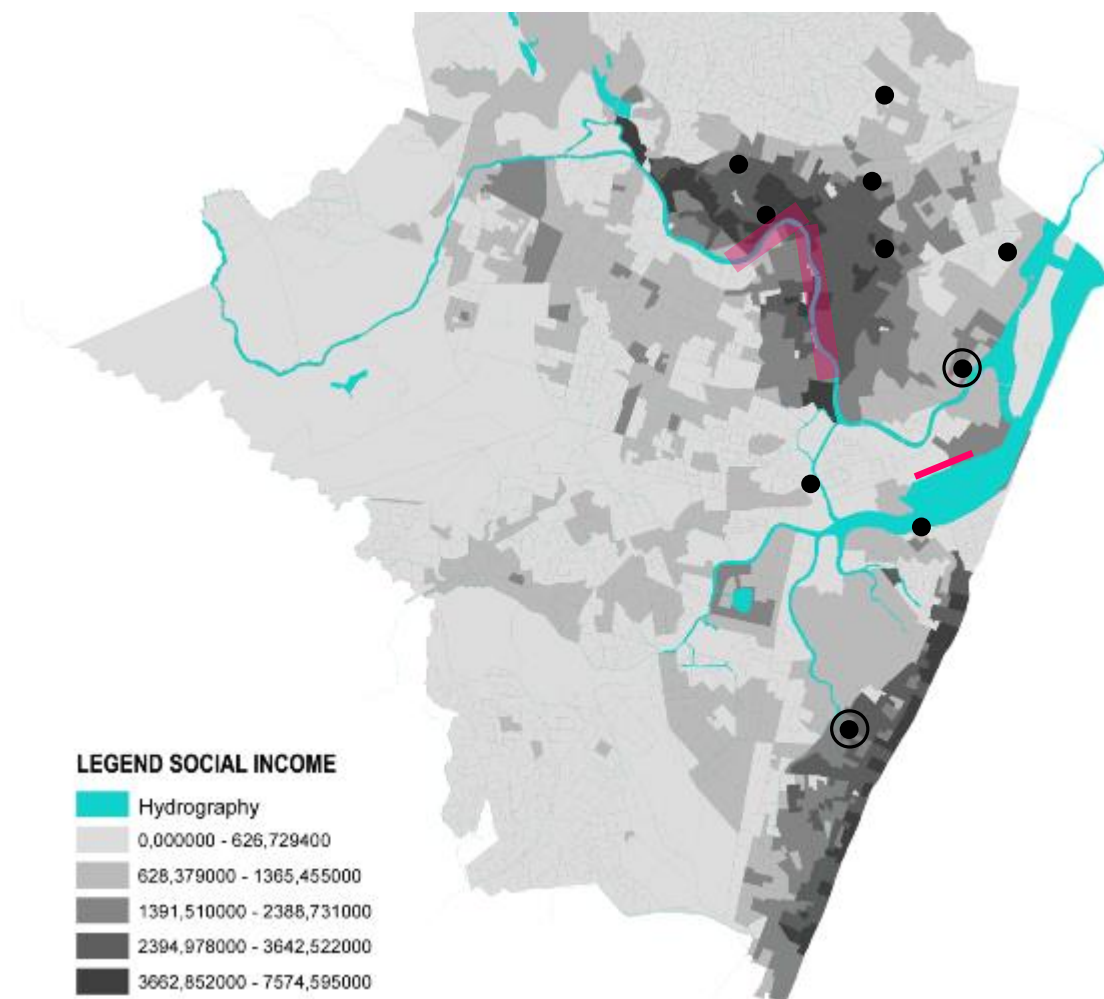 LEGEND SOCIAL INCOME
Hydrography
0,000000 - 626,729400
628,379000 - 1365,455000
1391,510000 - 2388,731000
2394,978000 - 3642,522000
3662,852000 - 7574,595000